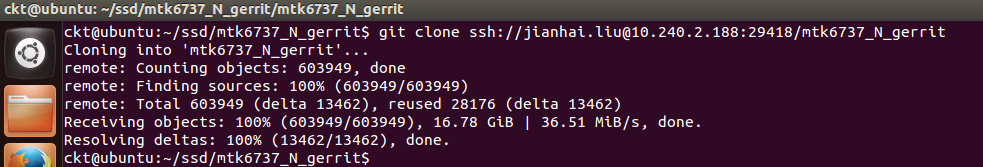 ckt@ubuntu: ~/ssd/mtk6737_N_gerrit/mtk6737_N_gerrit
ckt@ubuntu:~/ssd/mtk6737_N_gerrit$ git clone ssh://jianhai.liu@10.240.2.188:29418/mtk6737_N_gerrit
Cloning into 'mtk6737_N_gerrit'...
remote: Counting objects: 603949, done
remote: Finding sources: 100% (603949/603949)
remote: Total 603949 (delta 13462), reused 28176 (delta 13462)
Receiving objects: 100% (603949/603949), 16.78 GiB | 36.51 MiB/s, done.
Resolving deltas: 100% (13462/13462), done.
ckt@ubuntu:~/ssd/mtk6737_N_gerrit$